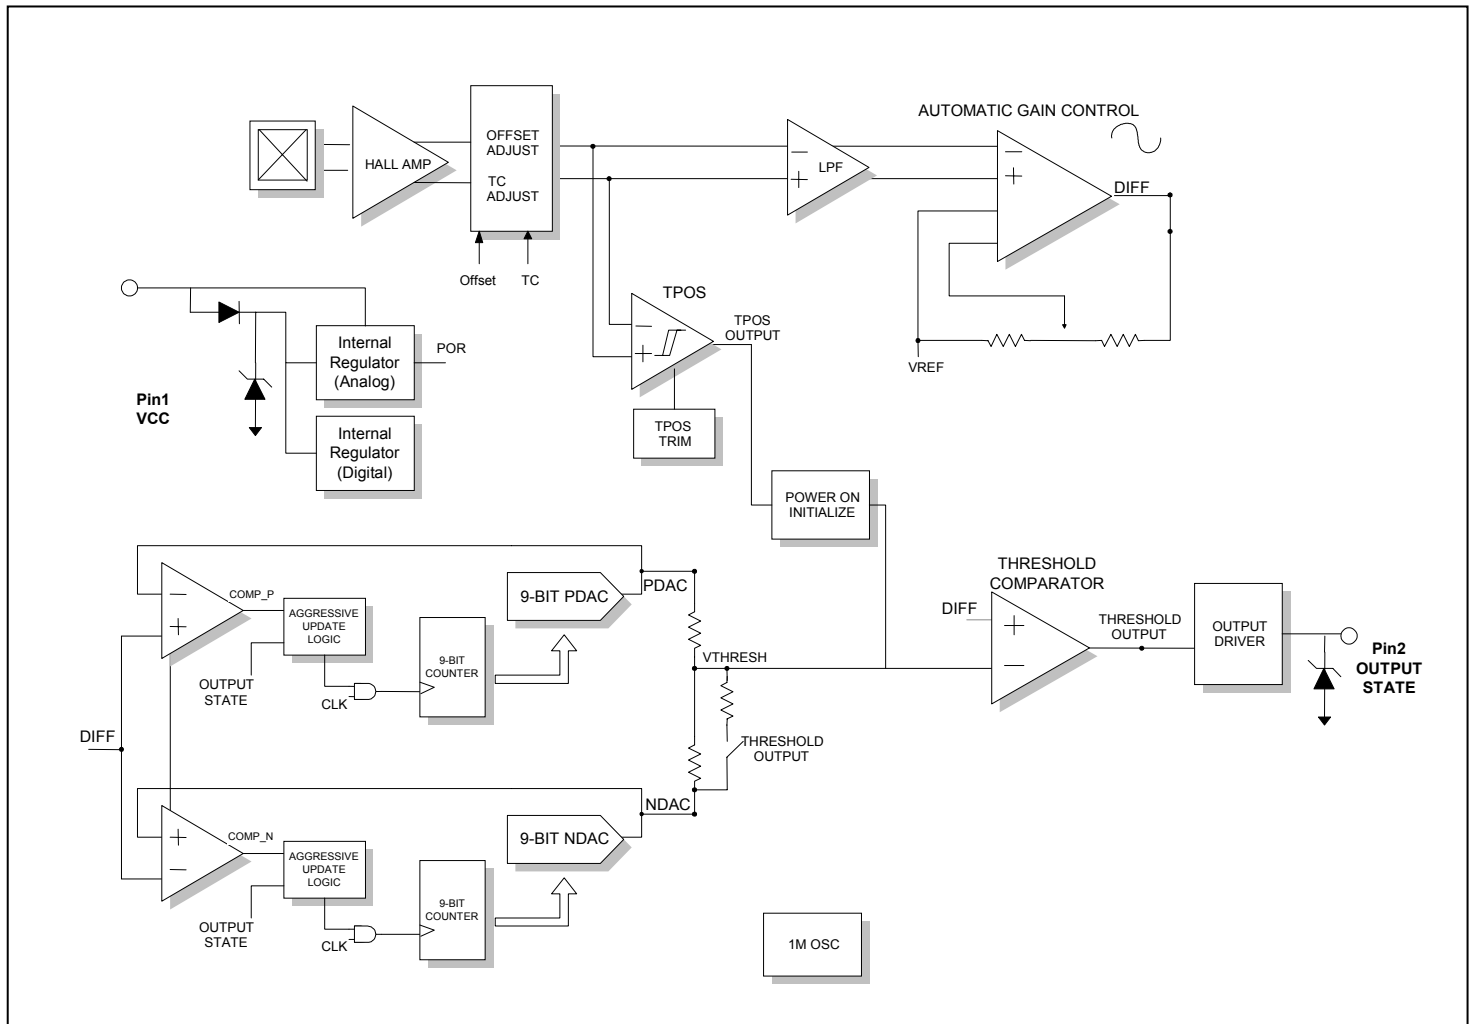 AUTOMATIC GAIN CONTROL
HALL AMP
OFFSET
ADJUST
TC
ADJUST
−
+
LPF
−
+
DIFF
Offset
TC
TPOS
−
+
TPOS
OUTPUT
VREF
Internal
Regulator
(Analog)
POR
Pin1
VCC
TPOS
TRIM
Internal
Regulator
(Digital)
POWER ON
INITIALIZE
−
+
COMP_P
AGGRESSIVE
UPDATE
LOGIC
9-BIT PDAC
PDAC
THRESHOLD
COMPARATOR
DIFF
+
−
THRESHOLD
OUTPUT
OUTPUT
DRIVER
Pin2
OUTPUT
STATE
9-BIT
COUNTER
VTHRESH
OUTPUT
STATE
CLK
DIFF
THRESHOLD
OUTPUT
NDAC
+
−
COMP_N
AGGRESSIVE
UPDATE
LOGIC
9-BIT NDAC
9-BIT
COUNTER
OUTPUT
STATE
CLK
1M OSC